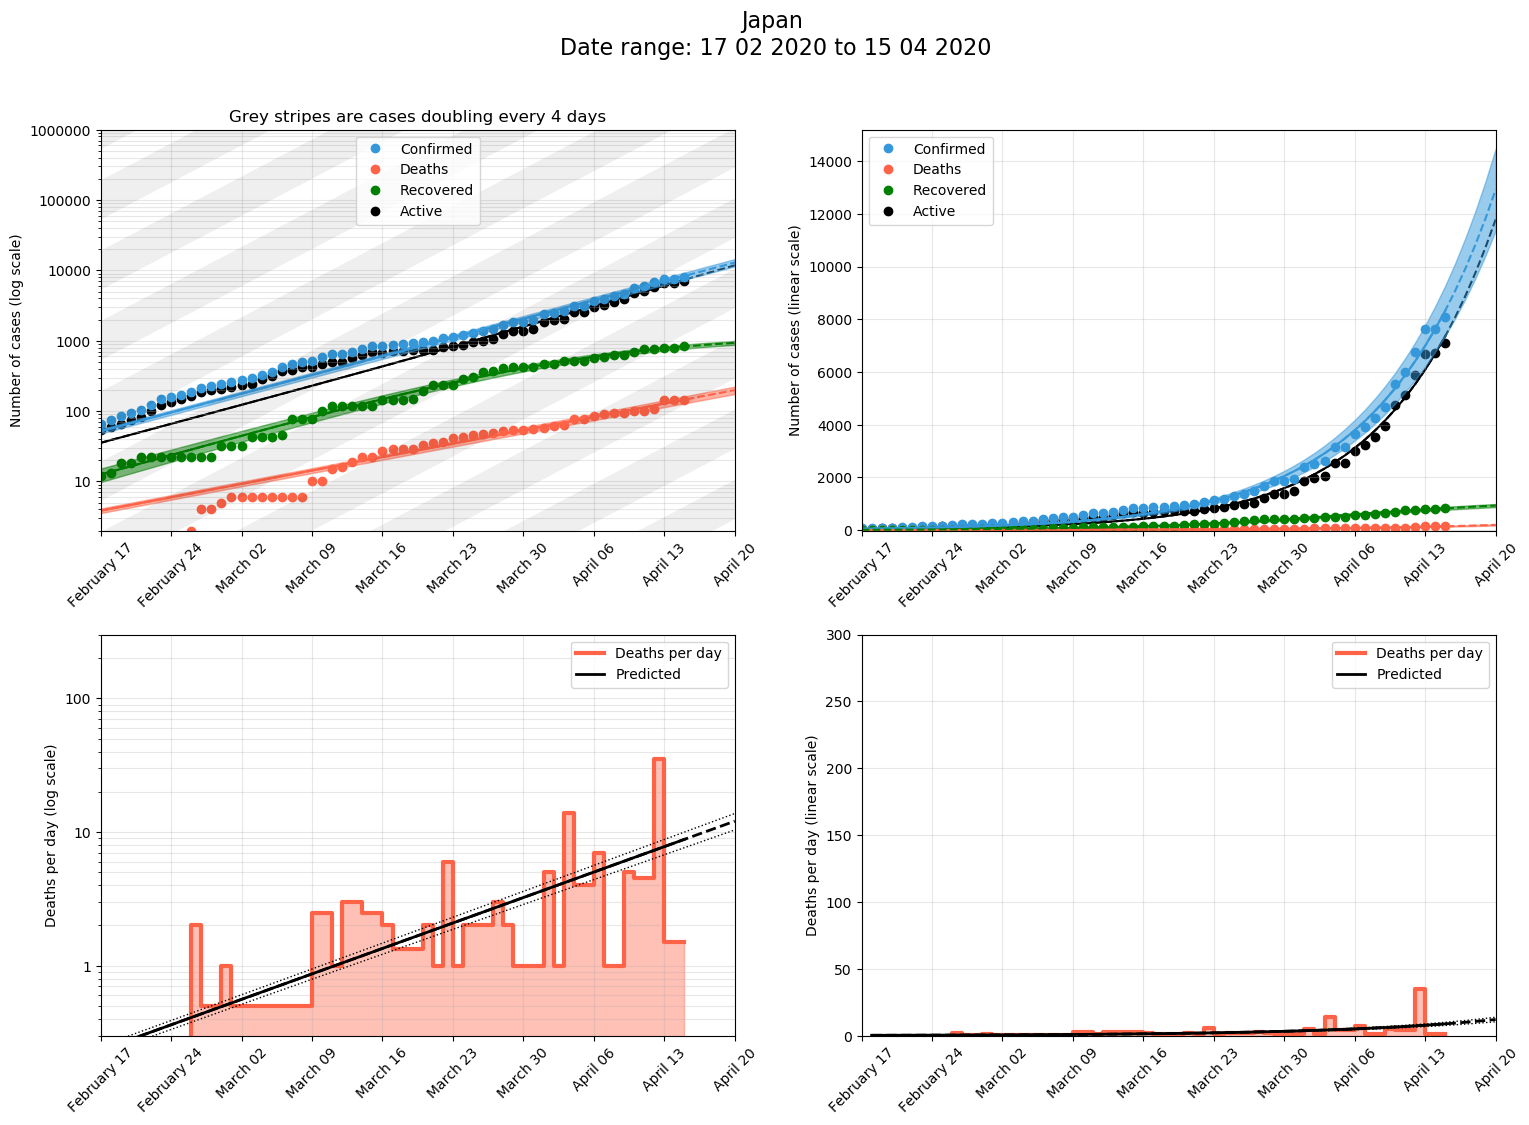 Japan
Date range: 17 02 2020 to 15 04 2020
Grey stripes are cases doubling every 4 days
Number of cases (log scale)
1000000
100000
10000
1000
100
10
Confirmed
Deaths
Recovered
Active
February 17
February 24
March 02
March 09
March 16
March 23
March 30
April 06
April 13
April 20
Number of cases (linear scale)
14000
12000
10000
8000
6000
4000
2000
0
Confirmed
Deaths
Recovered
Active
February 17
February 24
March 02
March 09
March 16
March 23
March 30
April 06
April 13
April 20
Deaths per day (log scale)
100
10
1
Deaths per day
Predicted
February 17
February 24
March 02
March 09
March 16
March 23
March 30
April 06
April 13
April 20
Deaths per day (linear scale)
300
250
200
150
100
50
0
Deaths per day
Predicted
February 17
February 24
March 02
March 09
March 16
March 23
March 30
April 06
April 13
April 20